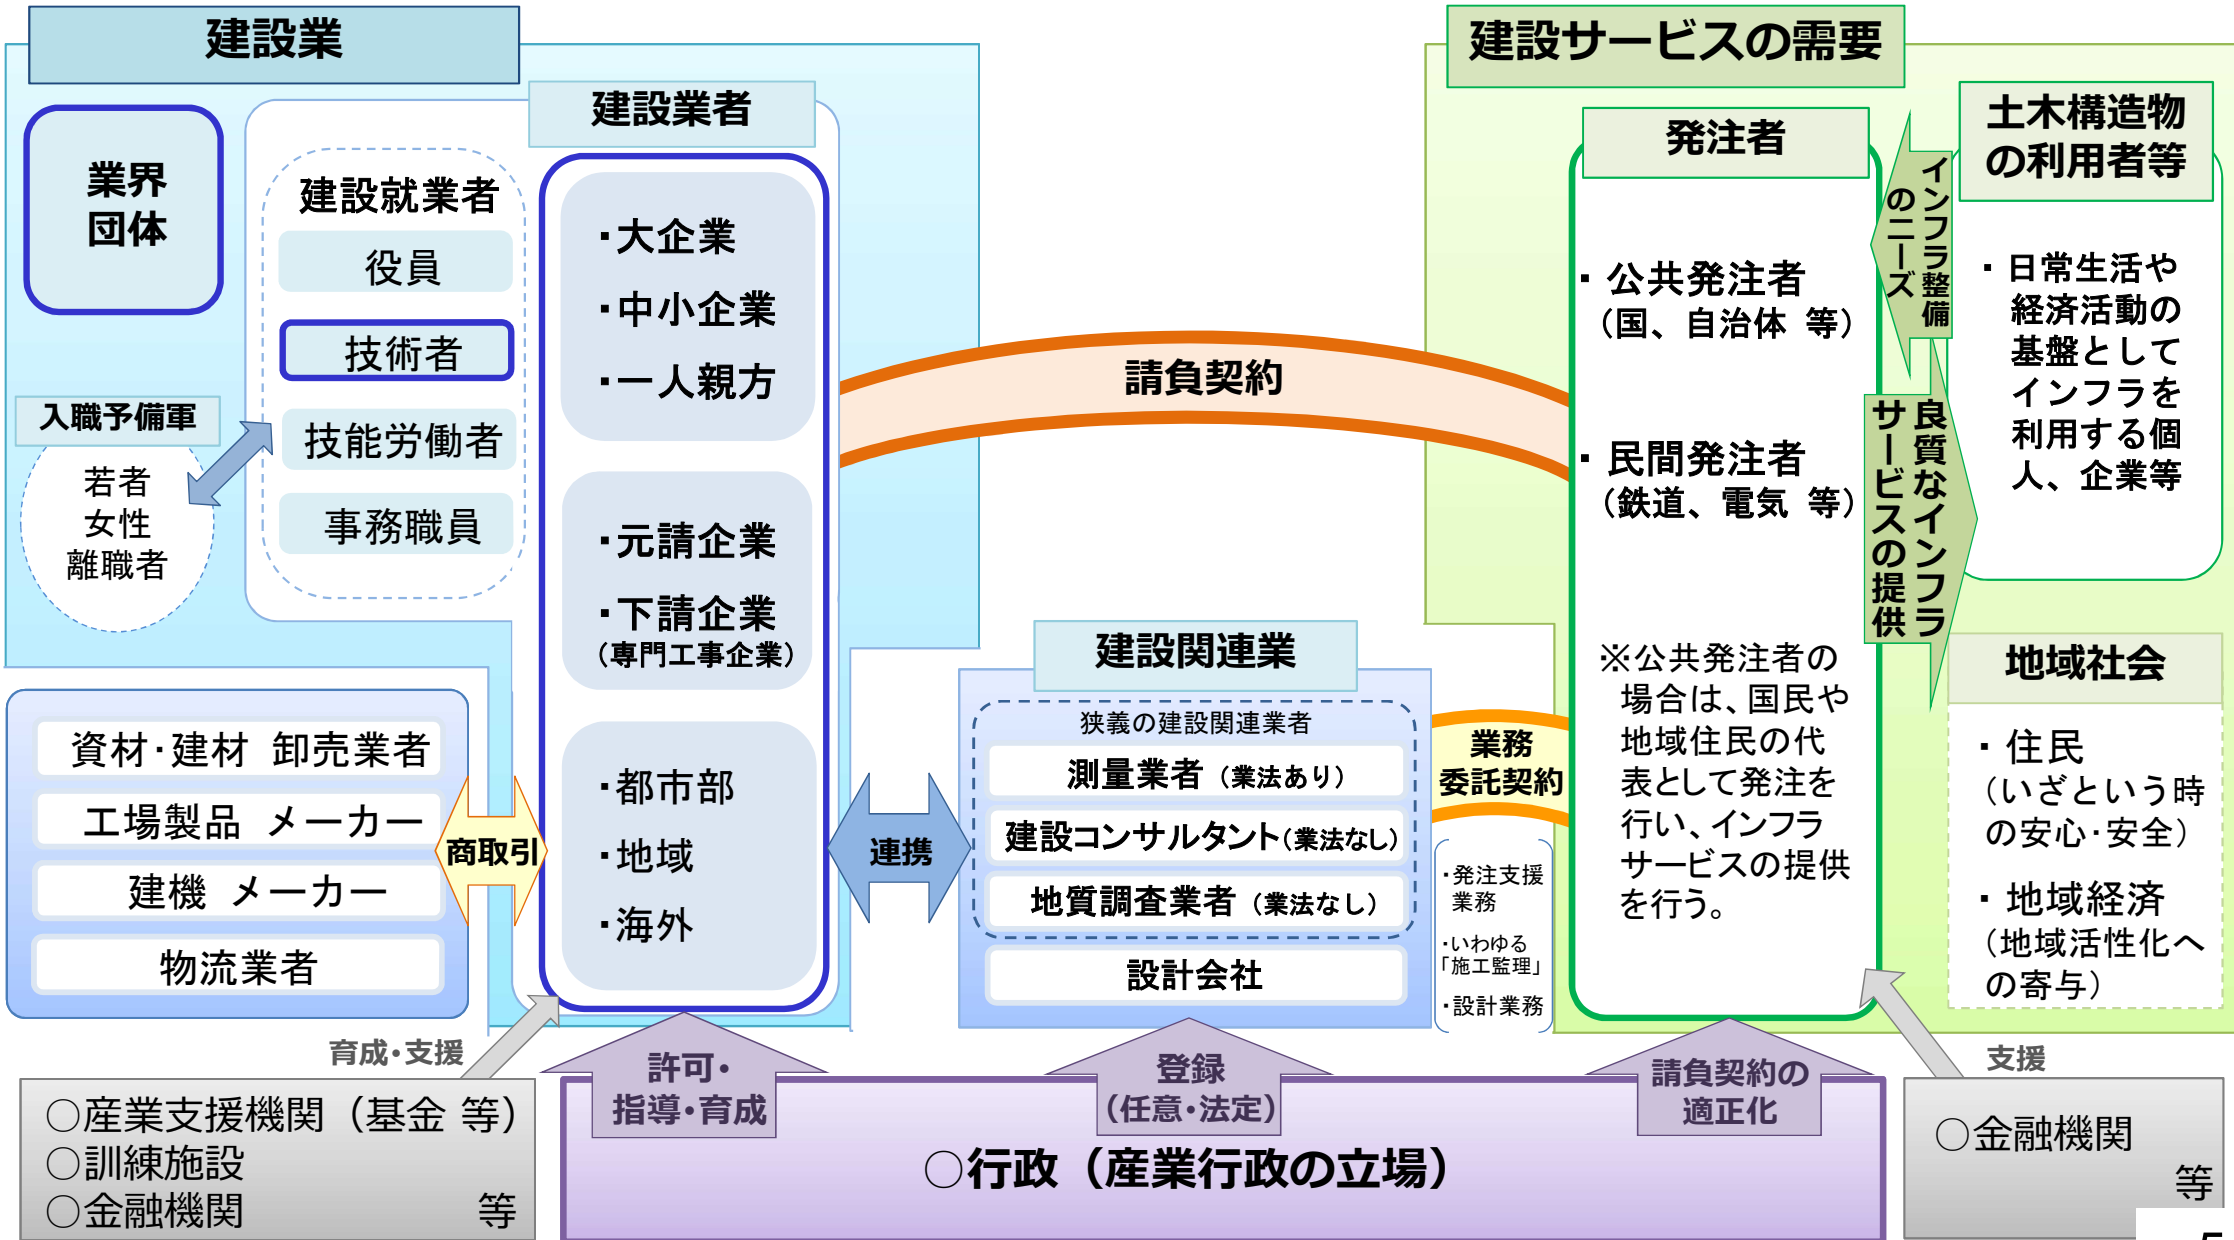 建設業
業界
団体
建設業者
建設就業者
役員
技術者
技能労働者
事務職員
入職予備軍
若者
女性
離職者
・大企業
・中小企業
・一人親方
・元請企業
・下請企業
（専門工事企業）
・都市部
・地域
・海外
資材・建材 卸売業者
工場製品 メーカー
建機 メーカー
物流業者
商取引
連携
請負契約
建設関連業
狭義の建設関連業者
測量業者（業法あり）
建設コンサルタント（業法なし）
地質調査業者（業法なし）
設計会社
業務
委託契約
・発注支援
業務
・いわゆる
「施工監理」
・設計業務
建設サービスの需要
発注者
・公共発注者
（国、自治体 等）
・民間発注者
（鉄道、電気 等）
※公共発注者の
場合は、国民や
地域住民の代
表として発注を
行い、インフラ
サービスの提供
を行う。
インフラ整備
のニーズ
良質なインフラ
サービスの提供
土木構造物
の利用者等
・日常生活や
経済活動の
基盤として
インフラを
利用する個
人、企業等
地域社会
・住民
（いざという時
の安心・安全）
・地域経済
（地域活性化へ
の寄与）
育成・支援
○産業支援機関（基金 等）
○訓練施設
○金融機関 等
許可・
指導・育成
登録
（任意・法定）
請負契約の
適正化
○行政（産業行政の立場）
支援
○金融機関
等